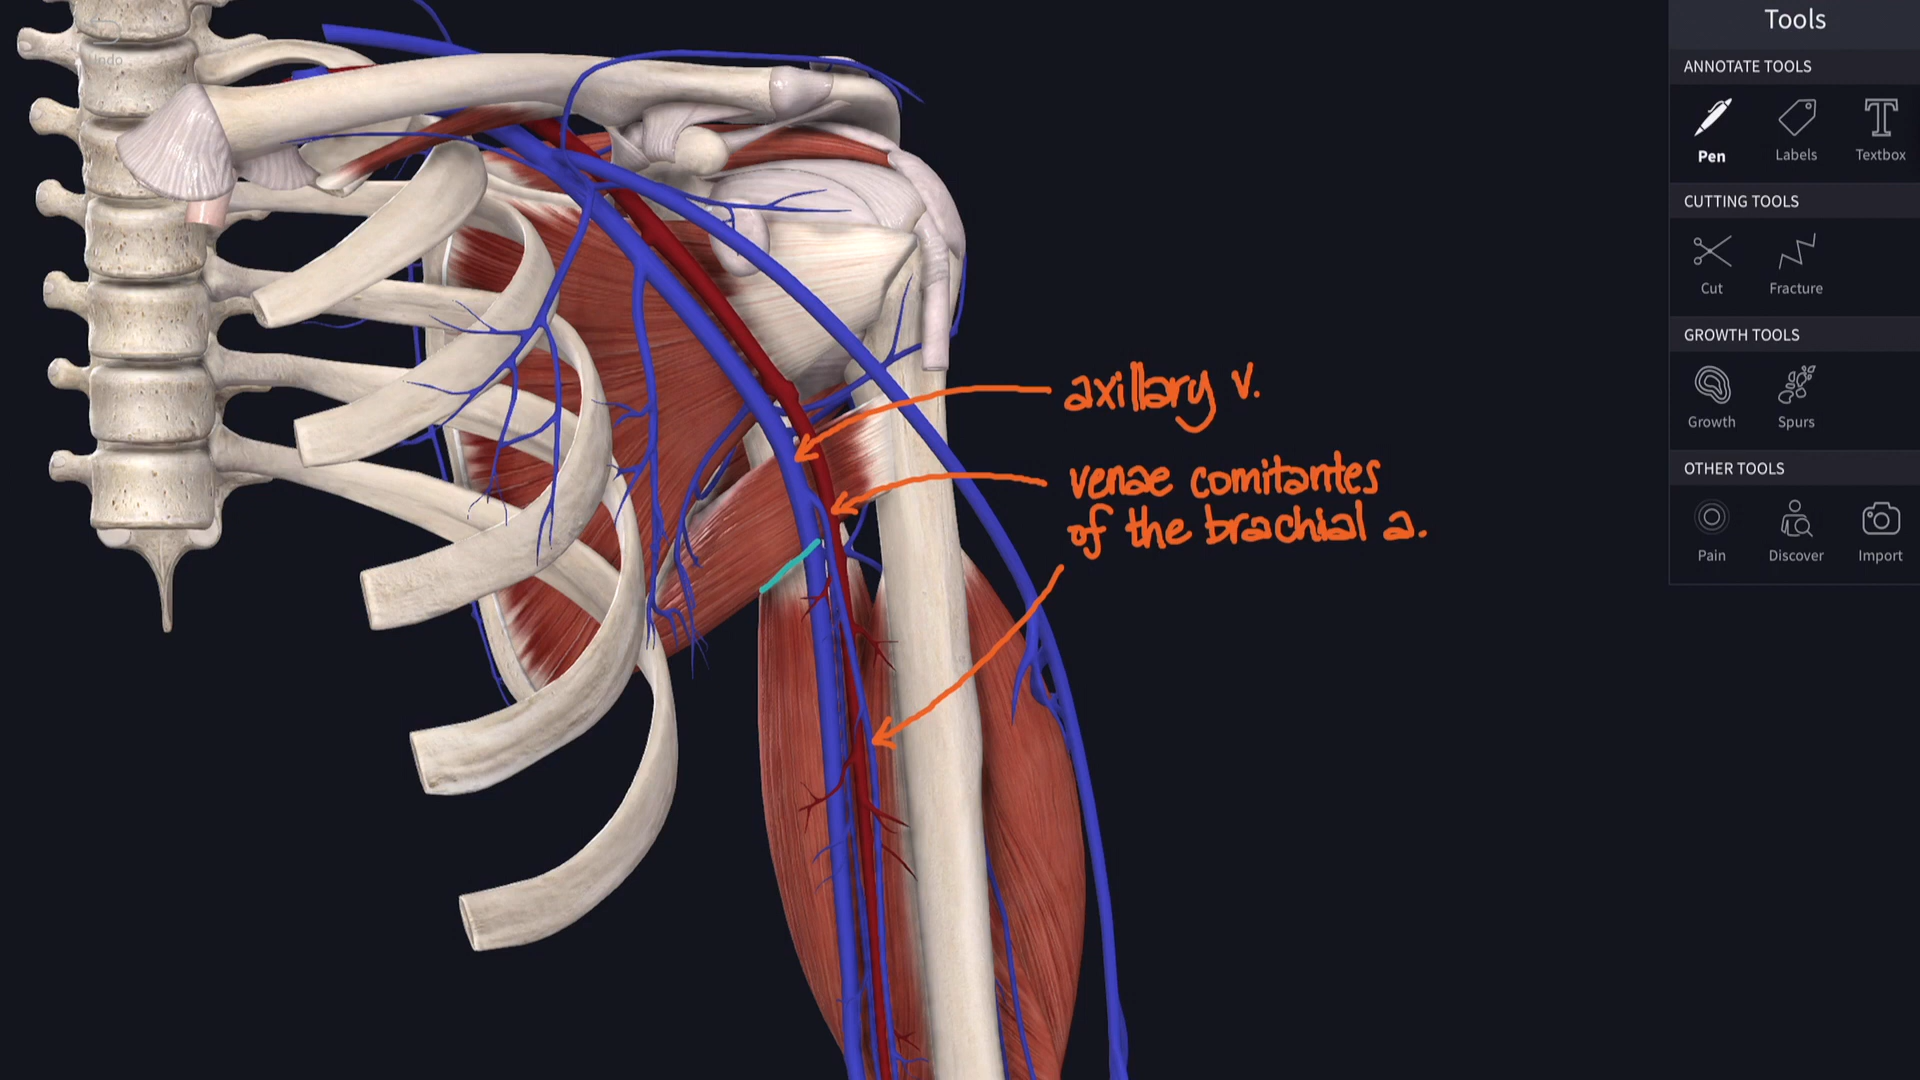 Undo
axillary v.
venae comitantes
of the brachial a.
Tools
ANNOTATE TOOLS
Pen
Labels
Textbox
CUTTING TOOLS
Cut
Fracture
GROWTH TOOLS
Growth
Spurs
OTHER TOOLS
Pain
Discover
Import